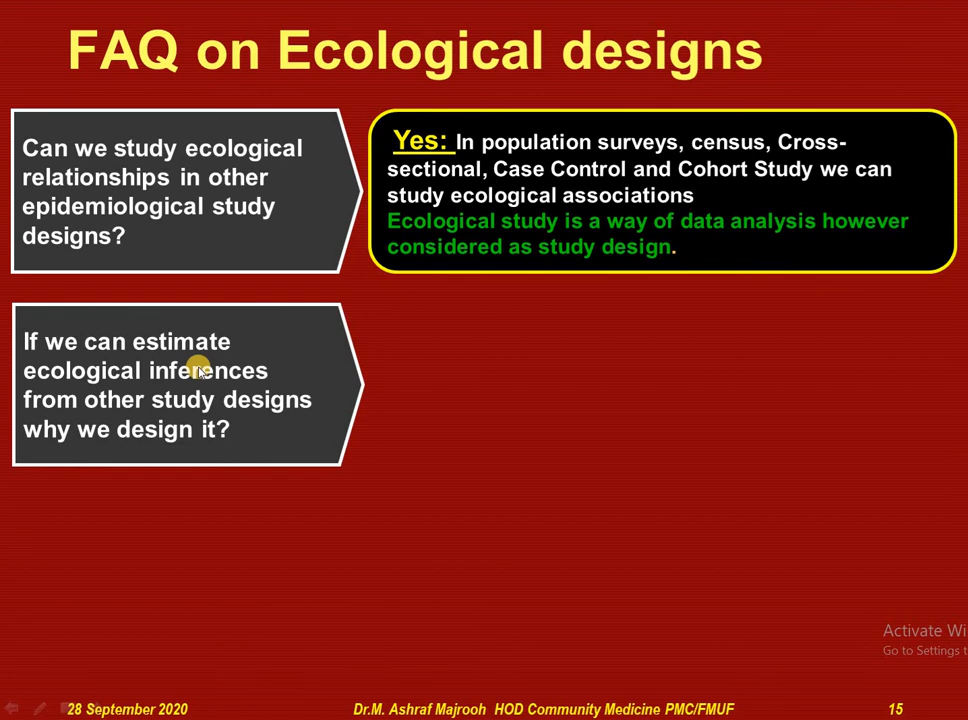 FAQ on Ecological designs
Can we study ecological
relationships in other
epidemiological study
designs?
Yes: In population surveys, census, Cross-
sectional, Case Control and Cohort Study we can
study ecological associations
Ecological study is a way of data analysis however
considered as study design.
If we can estimate
ecological inferences
from other study designs
why we design it?
Activate Wi
Go to Settings t
28 September 2020
Dr.M. Ashraf Majrooh HOD Community Medicine PMC/FMUF
15